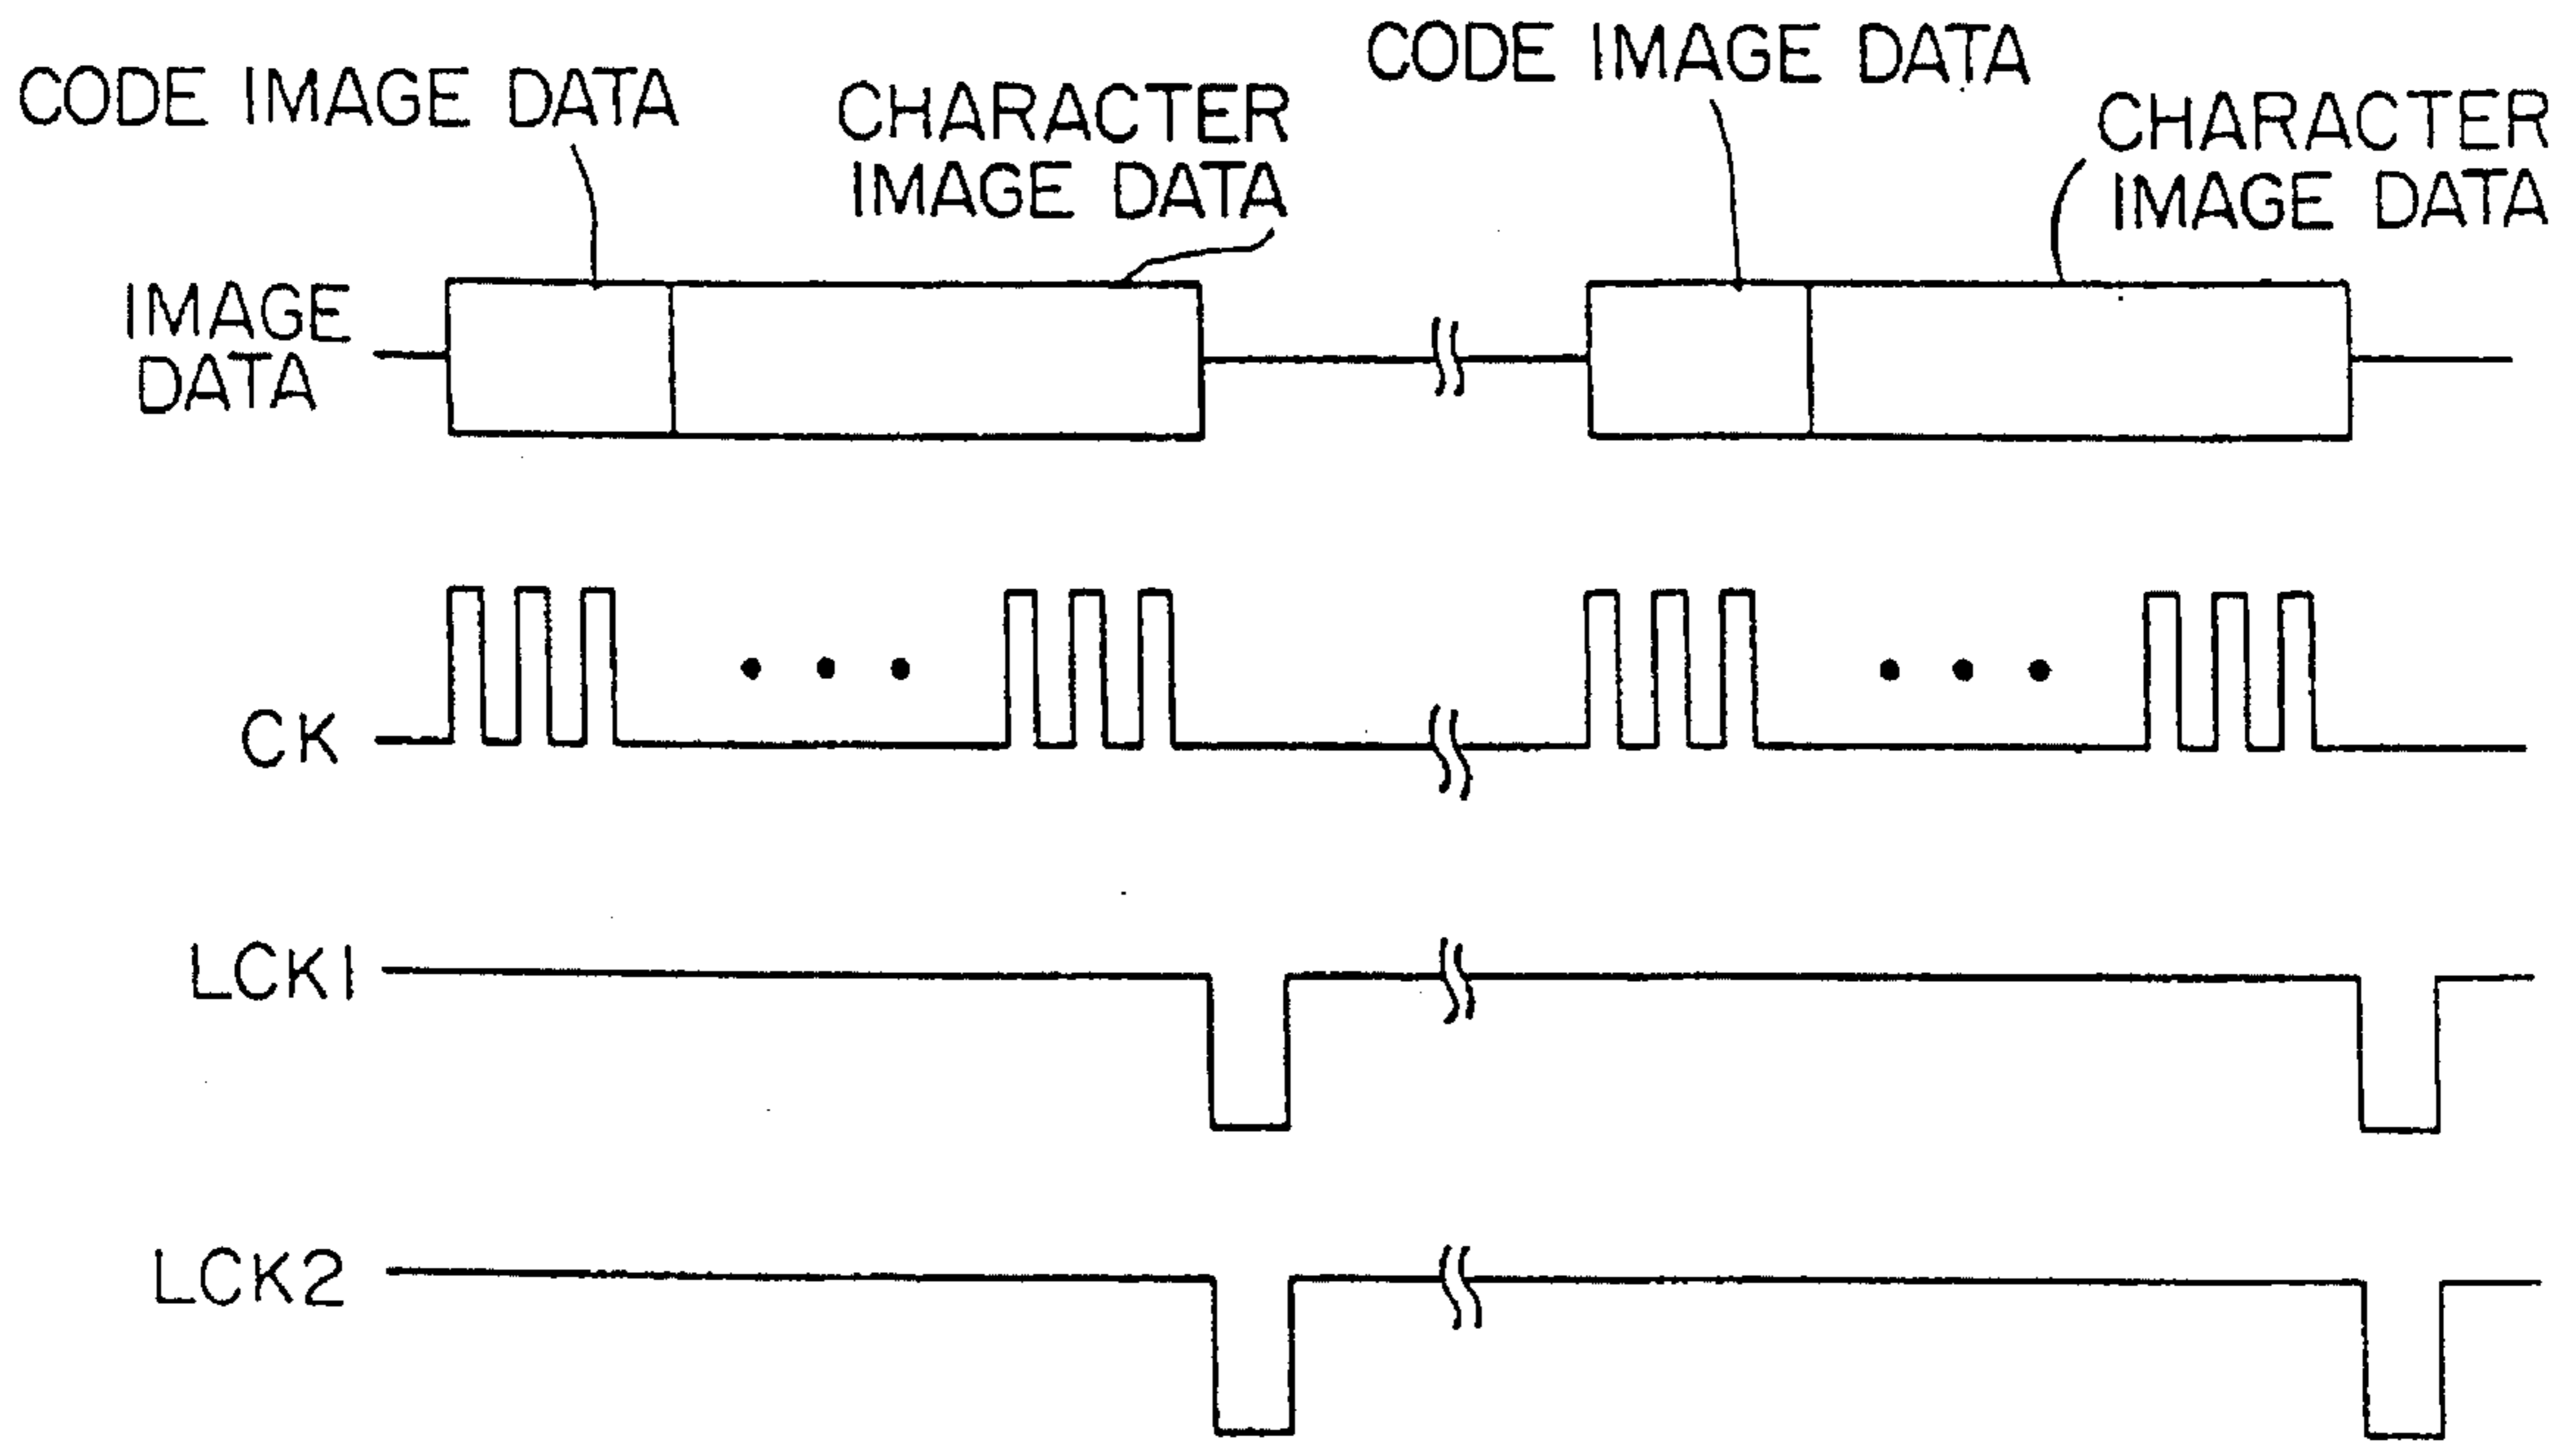 CODE IMAGE DATA
CHARACTER
IMAGE DATA
CODE IMAGE DATA
CHARACTER
IMAGE DATA
IMAGE
DATA
CK
LCK1
LCK2